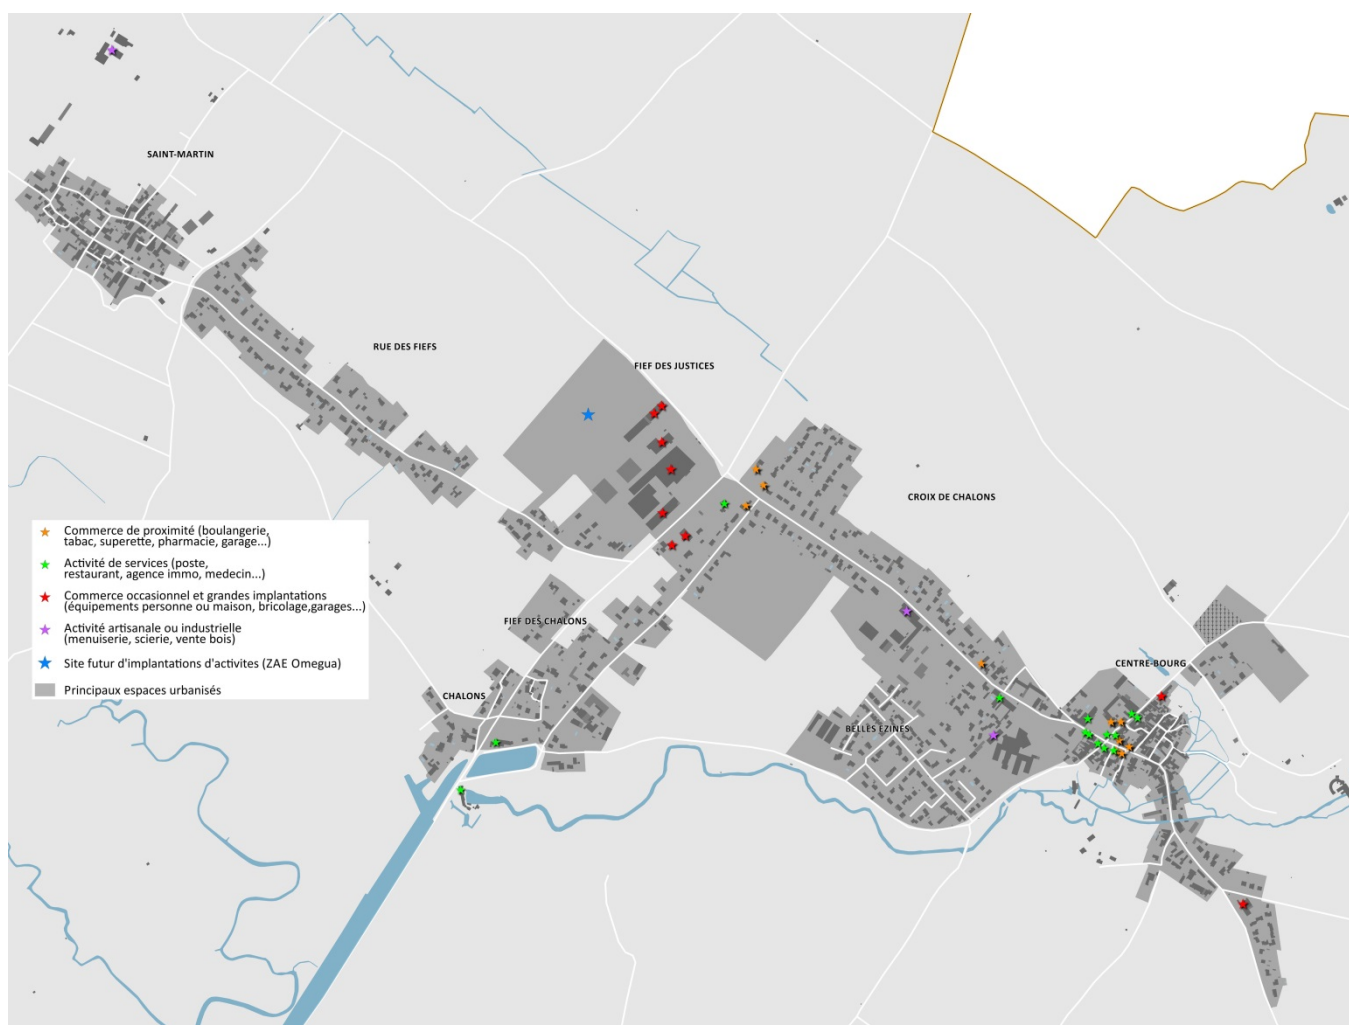 SAINT-MARTIN
RUE DES FIEFS
FIEF DES JUSTICES
CROIX DE CHALONS
Commerce de proximité (boulangerie,
tabac, superette, pharmacie, garage...)
Activité de services (poste,
restaurant, agence immo, medecin...)
Commerce occasionnel et grandes implantations
(équipements personne ou maison, bricolage,garages...)
Activité artisanale ou industrielle
(menuiserie, scierie, vente bois)
Site futur d'implantations d'activites (ZAE Omegua)
Principaux espaces urbanisés
FIEF DES CHALONS
CENTRE-BOURG
CHALONS
BELLES EZINES